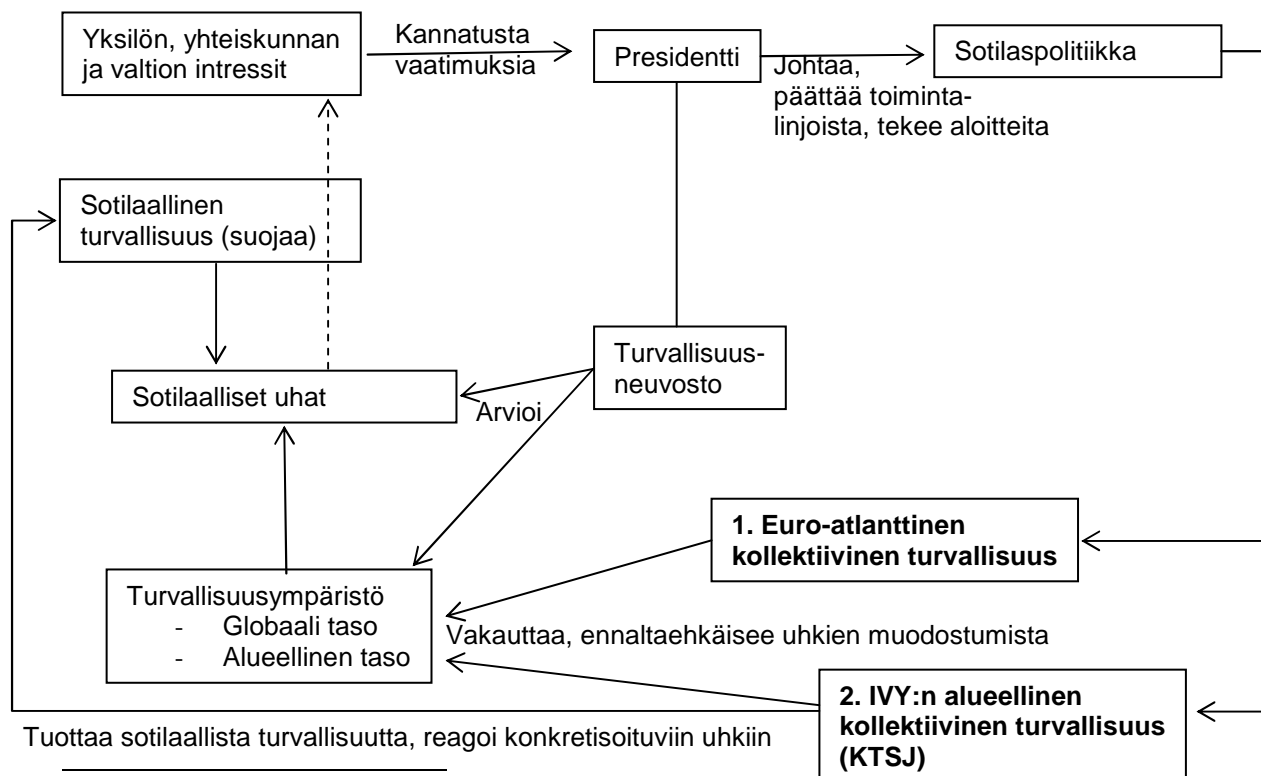 Yksilön, yhteiskunnan
ja valtion intressit
Kannatusta
vaatimuksia
Presidentti
Johtaa,
päättää toiminta-
linjoista, tekee aloitteita
Sotilaspolitiikka
Sotilaallinen
turvallisuus (suojaa)
Sotilaalliset uhat
Arvioi
Turvallisuus-
neuvosto
1. Euro-atlanttinen
kollektiivinen turvallisuus
Turvallisuusympäristö
- Globaali taso
- Alueellinen taso
Vakauttaa, ennaltaehkäisee uhkien muodostumista
2. IVY:n alueellinen
kollektiivinen turvallisuus
(KTSJ)
Tuottaa sotilaallista turvallisuutta, reagoi konkretisoituviin uhkiin